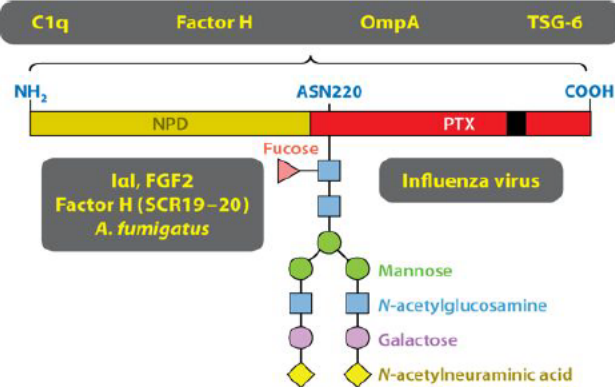 C1q Factor H OmpA TSG-6
NH₂ ASN220 COOH
NPD PTX
Fucose
IαI, FGF2
Factor H (SCR19–20)
A. fumigatus
Influenza virus
Mannose
N-acetylglucosamine
Galactose
N-acetylneuraminic acid